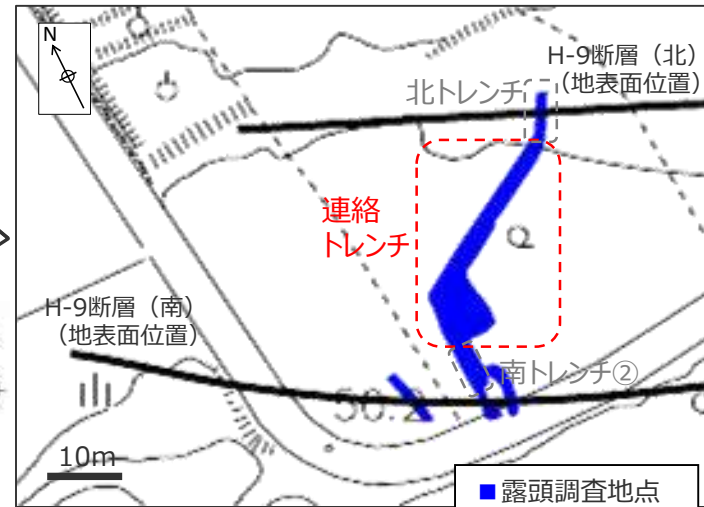 N
H-9断層（北）
（地表面位置）
北トレンチ
連絡
トレンチ
H-9断層（南）
（地表面位置）
南トレンチ②
50.2
10m
■露頭調査地点